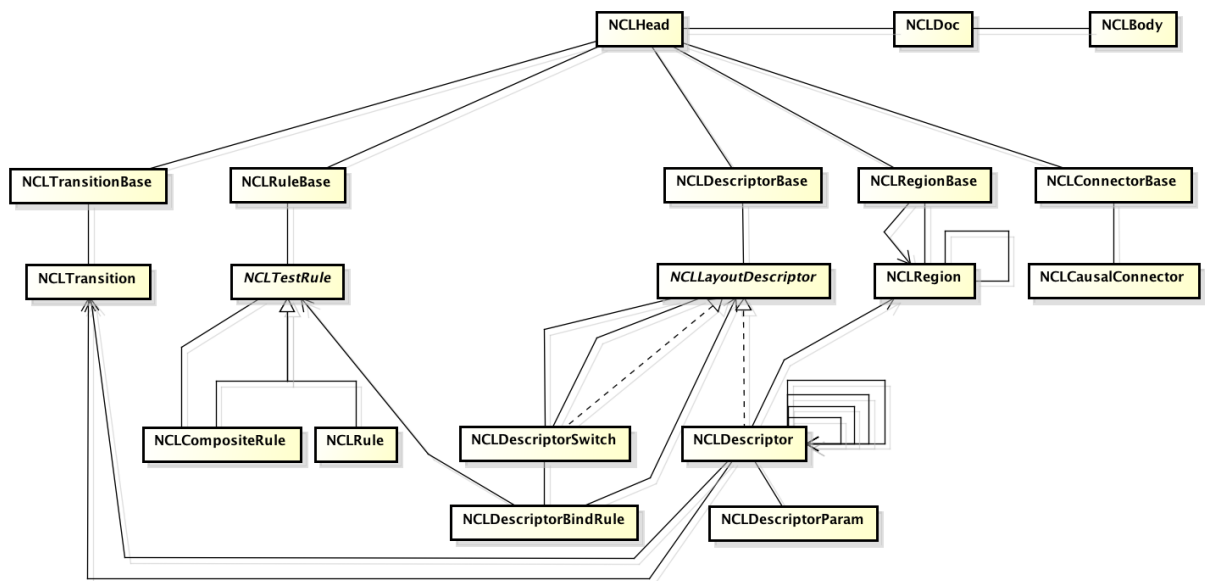 NCLHead
NCLDoc
NCLBody
NCLTransitionBase
NCLRuleBase
NCLDescriptorBase
NCLRegionBase
NCLConnectorBase
NCLTransition
NCLTestRule
NCLLayoutDescriptor
NCLRegion
NCLCausalConnector
NCLCompositeRule
NCLRule
NCLDescriptorSwitch
NCLDescriptor
NCLDescriptorBindRule
NCLDescriptorParam